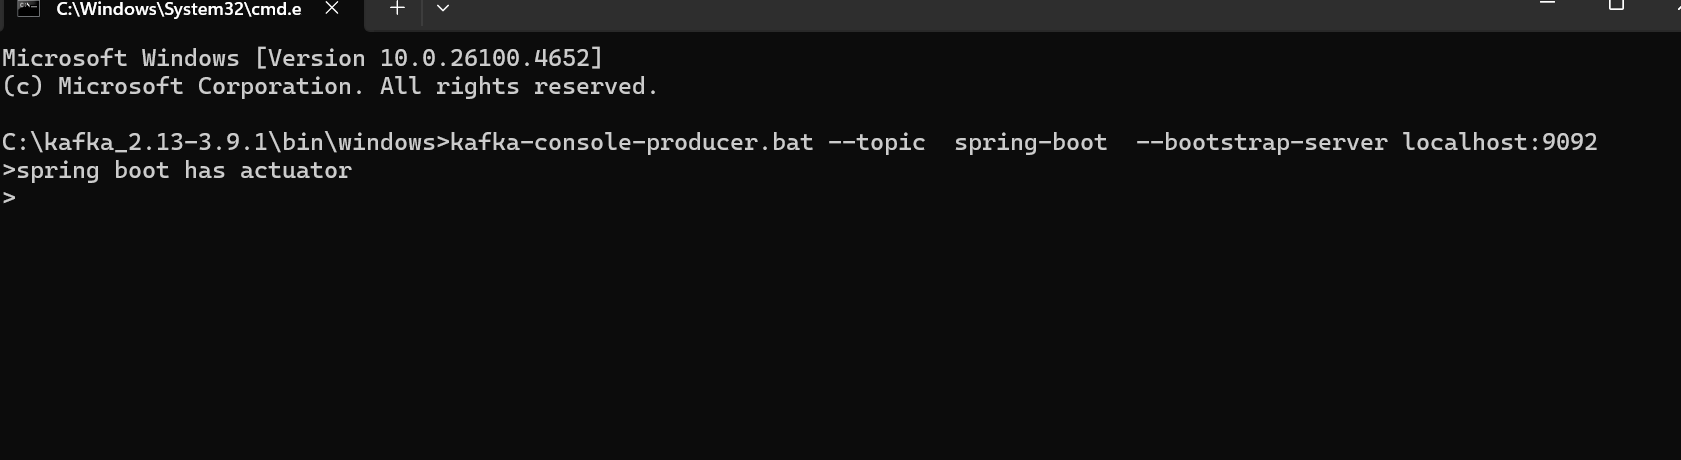 C:\Windows\System32\cmd.e
Microsoft Windows [Version 10.0.26100.4652]
(c) Microsoft Corporation. All rights reserved.
C:\kafka_2.13-3.9.1\bin\windows>kafka-console-producer.bat --topic  spring-boot  --bootstrap-server localhost:9092
>spring boot has actuator
>